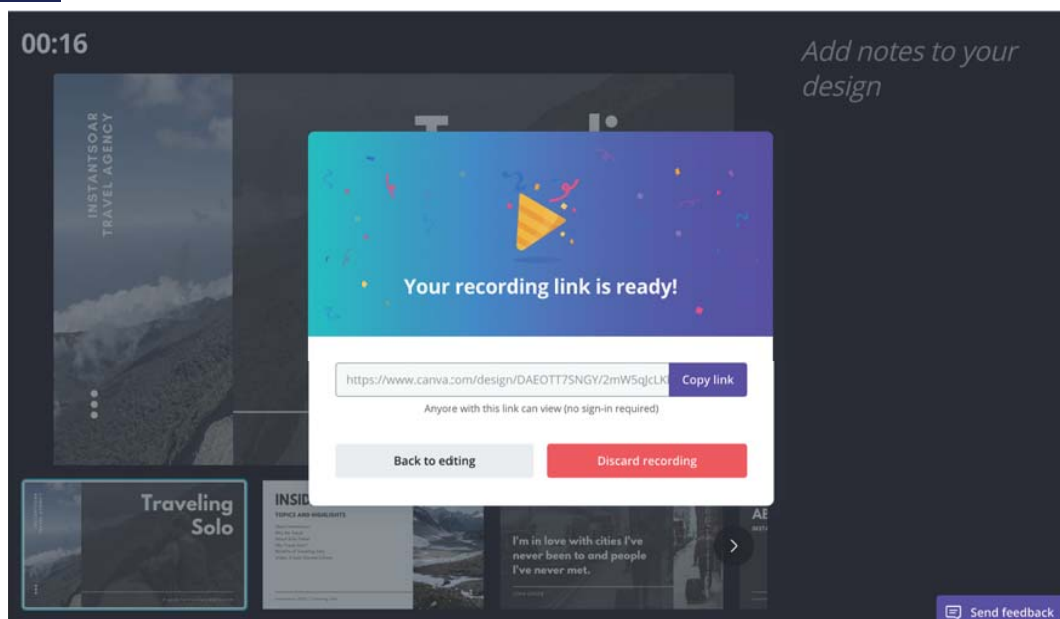 00:16
Add notes to your
design
INSTANTSOAR
TRAVEL AGENCY
Your recording link is ready!
https://www.canva.com/design/DAEOTT7SNGY/2mW5qJcLK
Copy link
Anyone with this link can view (no sign-in required)
Back to editing
Discard recording
Traveling
Solo
INSID
TOPICS AND HIGHLIGHTS
I'm in love with cities I've
never been to and people
I've never met.
Send feedback